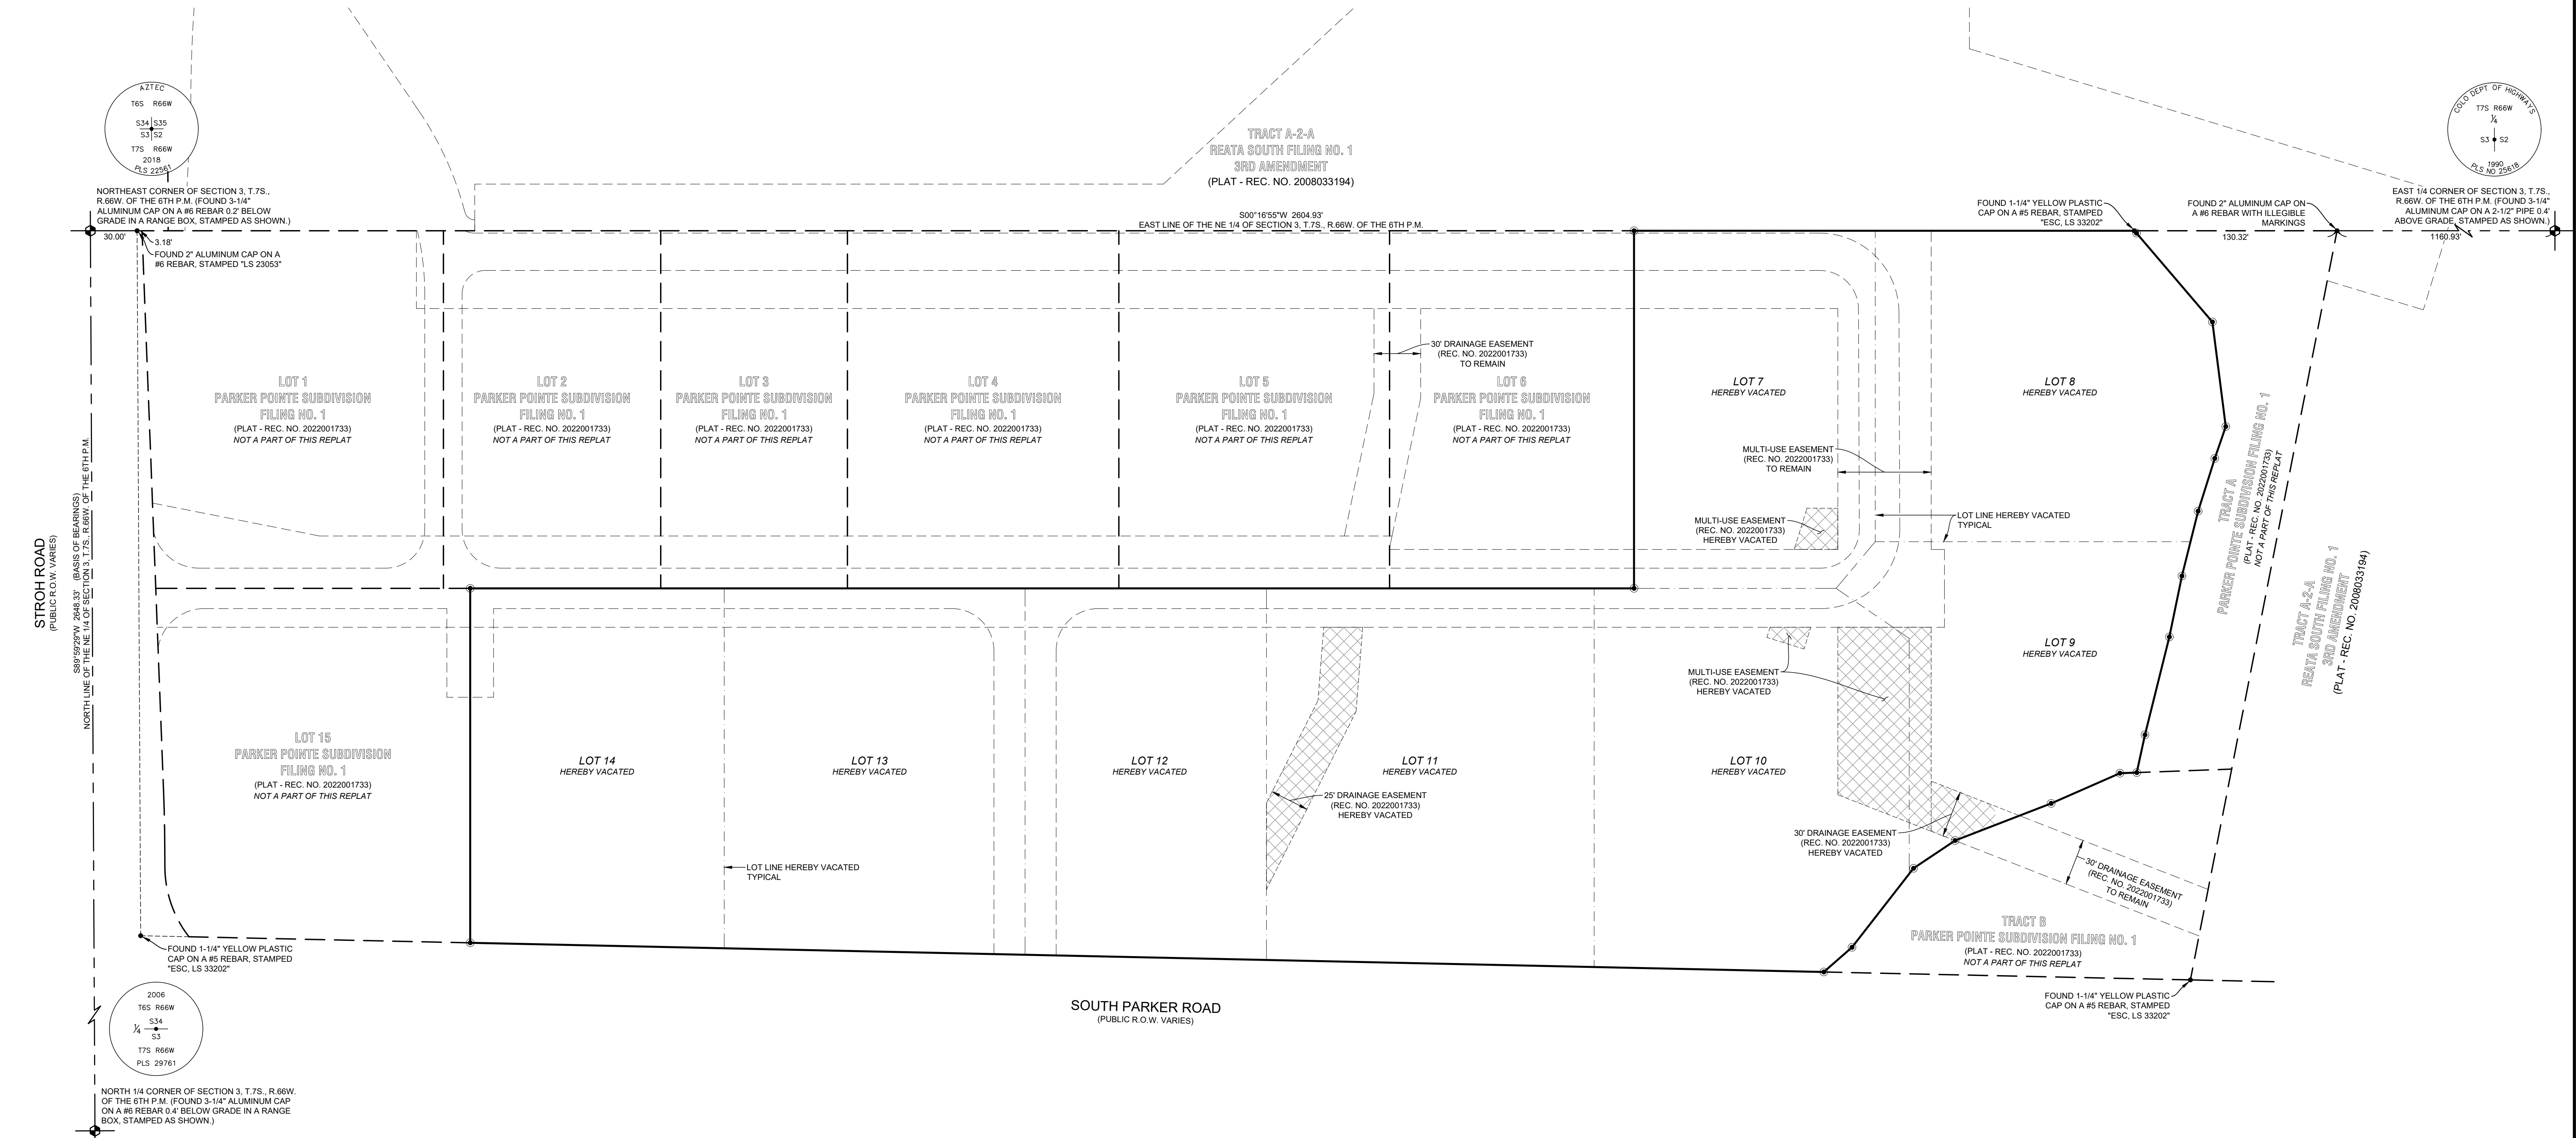 AZTEC
T6S R66W
S34 S35
S3 S2
T7S R66W
2018
PLS 22561
NORTHEAST CORNER OF SECTION 3, T.7S.,
R.66W. OF THE 6TH P.M. (FOUND 3-1/4"
ALUMINUM CAP ON A #6 REBAR 0.2' BELOW
GRADE IN A RANGE BOX, STAMPED AS SHOWN.)
30.00'
3.18'
FOUND 2" ALUMINUM CAP ON A
#6 REBAR, STAMPED "LS 23053"
TRACT A-2-A
REATA SOUTH FILING NO. 1
3RD AMENDMENT
(PLAT - REC. NO. 2008033194)
S00°16'55"W 2604.93'
EAST LINE OF THE NE 1/4 OF SECTION 3, T.7S., R.66W. OF THE 6TH P.M.
FOUND 1-1/4" YELLOW PLASTIC
CAP ON A #5 REBAR, STAMPED
"ESC, LS 33202"
FOUND 2" ALUMINUM CAP ON
A #6 REBAR WITH ILLEGIBLE
MARKINGS
130.32'
COLO DEPT OF HIGHWAYS
T7S R66W
1/4
S3 S2
1990
PLS NO 25618
EAST 1/4 CORNER OF SECTION 3, T.7S.,
R.66W. OF THE 6TH P.M. (FOUND 3-1/4"
ALUMINUM CAP ON A 2-1/2" PIPE 0.4'
ABOVE GRADE, STAMPED AS SHOWN.)
1160.93'
STROH ROAD
(PUBLIC R.O.W. VARIES)
S89°59'29"W 2648.33' (BASIS OF BEARINGS)
NORTH LINE OF THE NE 1/4 OF SECTION 3, T.7S., R.66W. OF THE 6TH P.M.
LOT 1
PARKER POINTE SUBDIVISION
FILING NO. 1
(PLAT - REC. NO. 2022001733)
NOT A PART OF THIS REPLAT
LOT 2
PARKER POINTE SUBDIVISION
FILING NO. 1
(PLAT - REC. NO. 2022001733)
NOT A PART OF THIS REPLAT
LOT 3
PARKER POINTE SUBDIVISION
FILING NO. 1
(PLAT - REC. NO. 2022001733)
NOT A PART OF THIS REPLAT
LOT 4
PARKER POINTE SUBDIVISION
FILING NO. 1
(PLAT - REC. NO. 2022001733)
NOT A PART OF THIS REPLAT
LOT 5
PARKER POINTE SUBDIVISION
FILING NO. 1
(PLAT - REC. NO. 2022001733)
NOT A PART OF THIS REPLAT
30' DRAINAGE EASEMENT
(REC. NO. 2022001733)
TO REMAIN
LOT 6
PARKER POINTE SUBDIVISION
FILING NO. 1
(PLAT - REC. NO. 2022001733)
NOT A PART OF THIS REPLAT
LOT 7
HEREBY VACATED
LOT 8
HEREBY VACATED
MULTI-USE EASEMENT
(REC. NO. 2022001733)
TO REMAIN
MULTI-USE EASEMENT
(REC. NO. 2022001733)
HEREBY VACATED
LOT LINE HEREBY VACATED
TYPICAL
TRACT A
PARKER POINTE SUBDIVISION FILING NO. 1
(PLAT - REC. NO. 2022001733)
NOT A PART OF THIS REPLAT
TRACT A-2-A
REATA SOUTH FILING NO. 1
3RD AMENDMENT
(PLAT - REC. NO. 2008033194)
LOT 9
HEREBY VACATED
MULTI-USE EASEMENT
(REC. NO. 2022001733)
HEREBY VACATED
LOT 15
PARKER POINTE SUBDIVISION
FILING NO. 1
(PLAT - REC. NO. 2022001733)
NOT A PART OF THIS REPLAT
LOT 14
HEREBY VACATED
LOT 13
HEREBY VACATED
LOT 12
HEREBY VACATED
LOT 11
HEREBY VACATED
LOT 10
HEREBY VACATED
25' DRAINAGE EASEMENT
(REC. NO. 2022001733)
HEREBY VACATED
30' DRAINAGE EASEMENT
(REC. NO. 2022001733)
HEREBY VACATED
LOT LINE HEREBY VACATED
TYPICAL
30' DRAINAGE EASEMENT
(REC. NO. 2022001733)
TO REMAIN
TRACT B
PARKER POINTE SUBDIVISION FILING NO. 1
(PLAT - REC. NO. 2022001733)
NOT A PART OF THIS REPLAT
FOUND 1-1/4" YELLOW PLASTIC
CAP ON A #5 REBAR, STAMPED
"ESC, LS 33202"
FOUND 1-1/4" YELLOW PLASTIC
CAP ON A #5 REBAR, STAMPED
"ESC, LS 33202"
SOUTH PARKER ROAD
(PUBLIC R.O.W. VARIES)
2006
T6S R66W
S34
1/4
S3
T7S R66W
PLS 29761
NORTH 1/4 CORNER OF SECTION 3, T.7S., R.66W.
OF THE 6TH P.M. (FOUND 3-1/4" ALUMINUM CAP
ON A #6 REBAR 0.4' BELOW GRADE IN A RANGE
BOX, STAMPED AS SHOWN.)